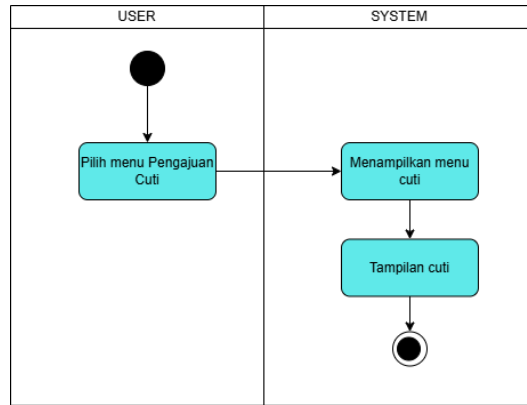 USER
SYSTEM
Pilih menu Pengajuan
Cuti
Menampilkan menu
cuti
Tampilan cuti